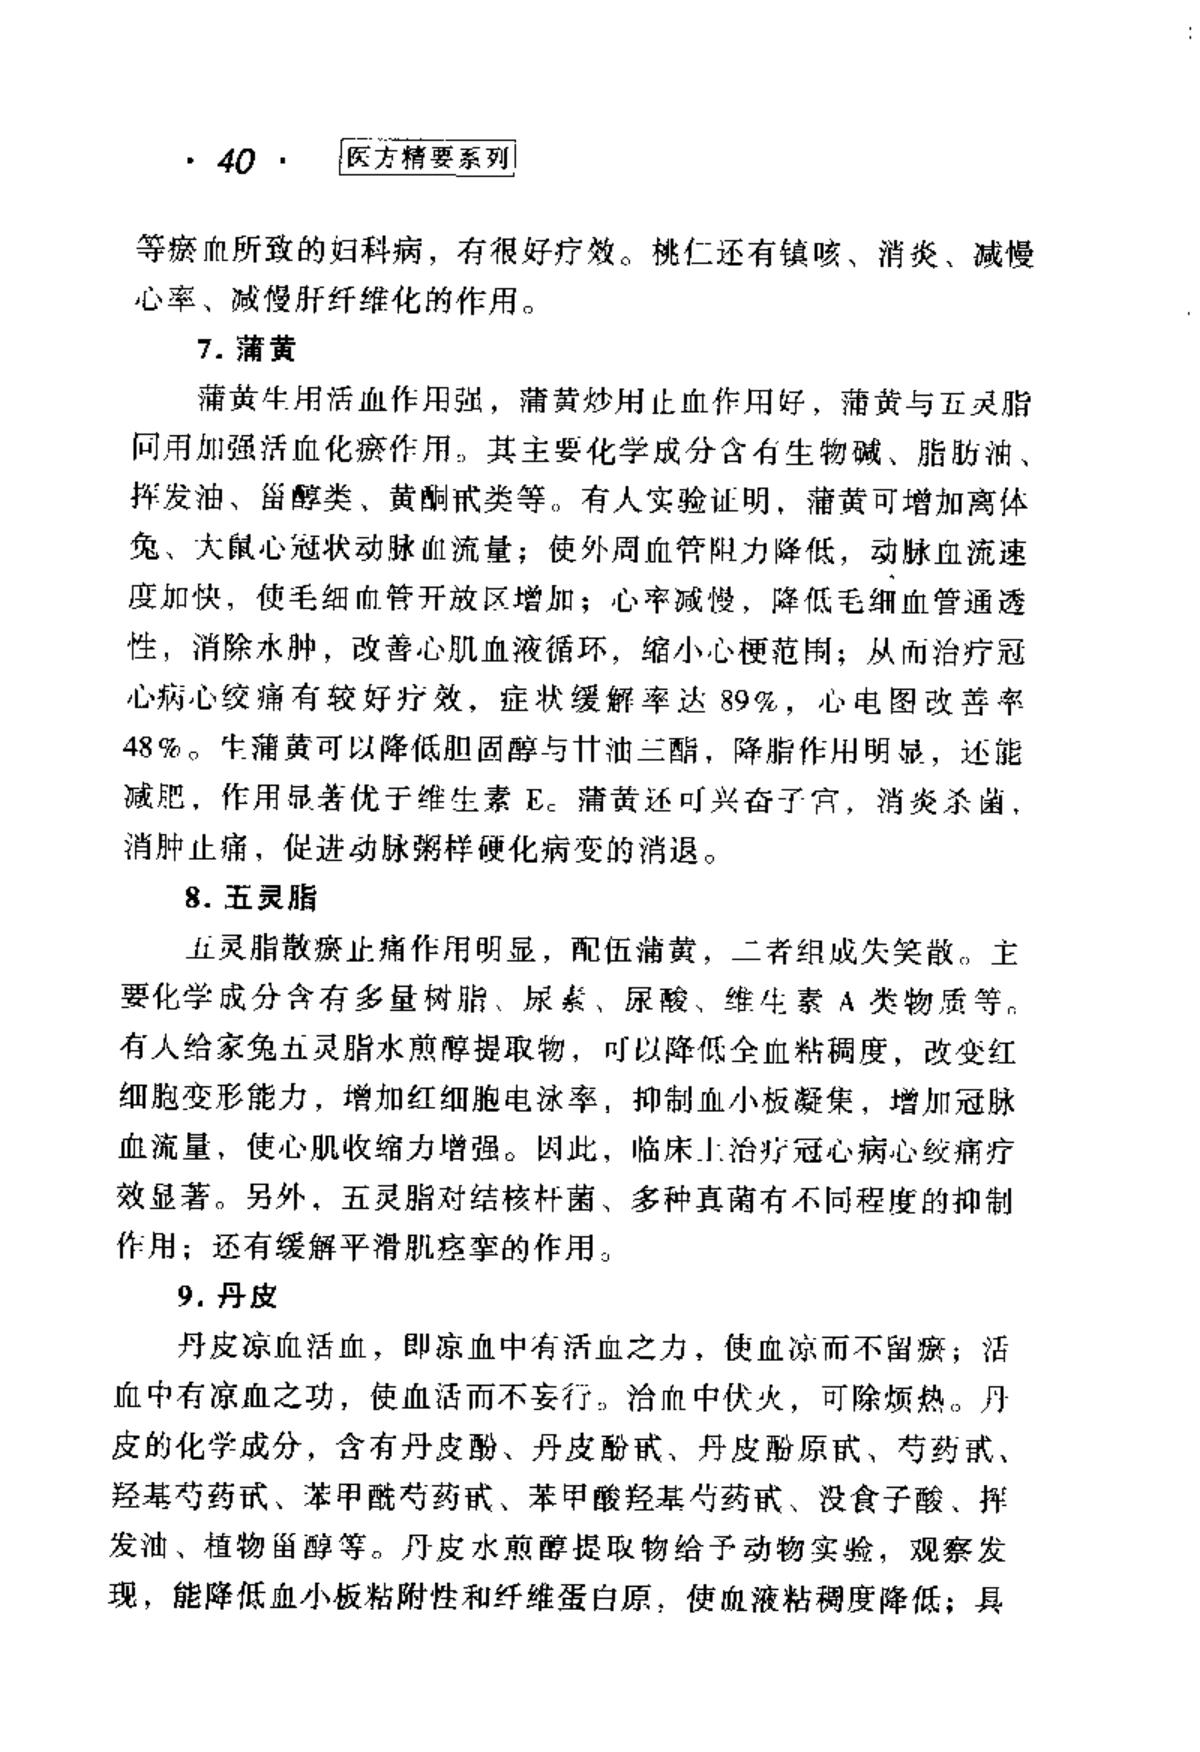 · 40 · 医方精要系列
等瘀血所致的妇科病，有很好疗效。桃仁还有镇咳、消炎、减慢
心率、减慢肝纤维化的作用。
7. 蒲黄
蒲黄生用活血作用强，蒲黄炒用止血作用好，蒲黄与五灵脂
同用加强活血化瘀作用。其主要化学成分含有生物碱、脂肪油、
挥发油、甾醇类、黄酮甙类等。有人实验证明，蒲黄可增加离体
兔、大鼠心冠状动脉血流量；使外周血管阻力降低，动脉血流速
度加快，使毛细血管开放区增加；心率减慢，降低毛细血管通透
性，消除水肿，改善心肌血液循环，缩小心梗范围；从而治疗冠
心病心绞痛有较好疗效，症状缓解率达 89%，心电图改善率
48%。生蒲黄可以降低胆固醇与甘油三酯，降脂作用明显，还能
减肥，作用显著优于维生素 E。蒲黄还可兴奋子宫，消炎杀菌，
消肿止痛，促进动脉粥样硬化病变的消退。
8. 五灵脂
五灵脂散瘀止痛作用明显，配伍蒲黄，二者组成失笑散。主
要化学成分含有多量树脂、尿素、尿酸、维生素 A 类物质等。
有人给家兔五灵脂水煎醇提取物，可以降低全血粘稠度，改变红
细胞变形能力，增加红细胞电泳率，抑制血小板凝集，增加冠脉
血流量，使心肌收缩力增强。因此，临床上治疗冠心病心绞痛疗
效显著。另外，五灵脂对结核杆菌、多种真菌有不同程度的抑制
作用；还有缓解平滑肌痉挛的作用。
9. 丹皮
丹皮凉血活血，即凉血中有活血之力，使血凉而不留瘀；活
血中有凉血之功，使血活而不妄行。治血中伏火，可除烦热。丹
皮的化学成分，含有丹皮酚、丹皮酚甙、丹皮酚原甙、芍药甙、
羟基芍药甙、苯甲酰芍药甙、苯甲酸羟基芍药甙、没食子酸、挥
发油、植物甾醇等。丹皮水煎醇提取物给予动物实验，观察发
现，能降低血小板粘附性和纤维蛋白原，使血液粘稠度降低；具